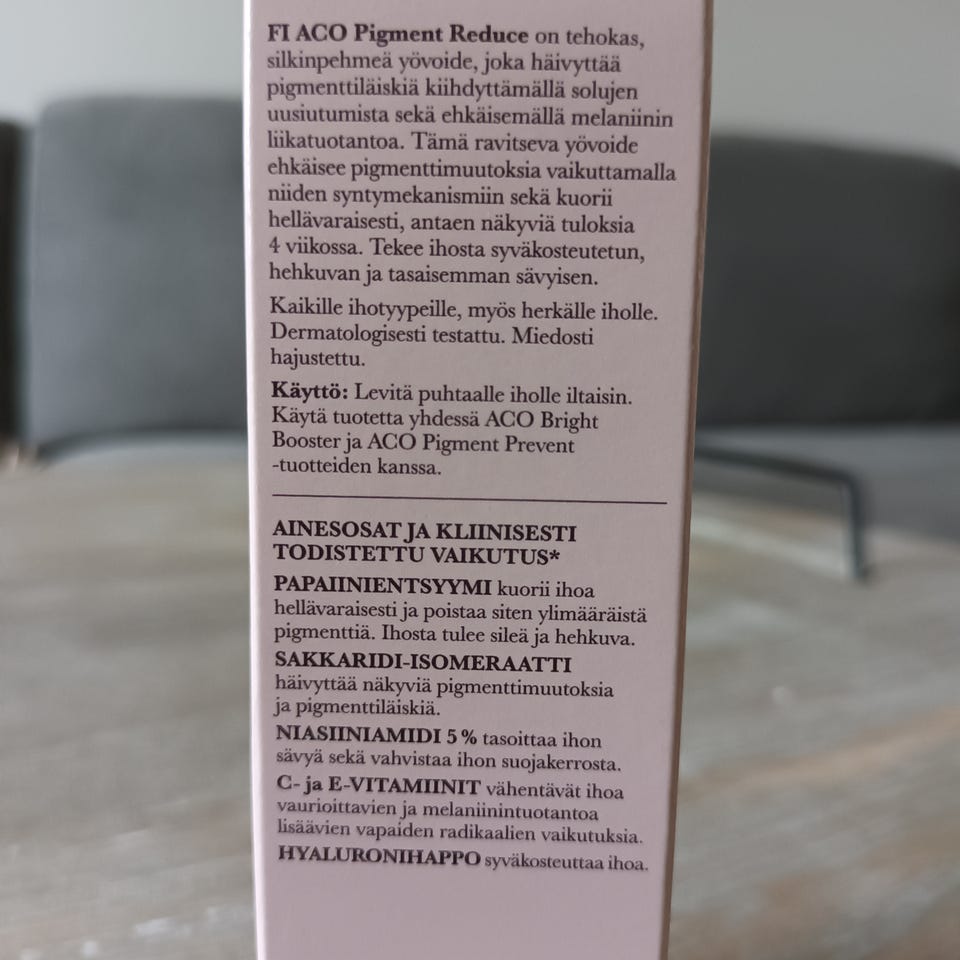 FI ACO Pigment Reduce on tehokas,
silkinpehmeä yövoide, joka häivyttää
pigmenttiläiskiä kiihdyttämällä solujen
uusiutumista sekä ehkäisemällä melaniinin
liikatuotantoa. Tämä ravitseva yövoide
ehkäisee pigmenttimuutoksia vaikuttamalla
niiden syntymekanismiin sekä kuorii
hellävaraisesti, antaen näkyviä tuloksia
4 viikossa. Tekee ihosta syväkosteutetun,
hehkuvan ja tasaisemman sävyisen.
Kaikille ihotyypeille, myös herkälle iholle.
Dermatologisesti testattu. Miedosti
hajustettu.
Käyttö: Levitä puhtaalle iholle iltaisin.
Käytä tuotetta yhdessä ACO Bright
Booster ja ACO Pigment Prevent
-tuotteiden kanssa.
AINESOSAT JA KLIINISESTI
TODISTETTU VAIKUTUS*
PAPAIINIENTSYYMI kuorii ihoa
hellävaraisesti ja poistaa siten ylimääräistä
pigmenttiä. Ihosta tulee sileä ja hehkuva.
SAKKARIDI-ISOMERAATTI
häivyttää näkyviä pigmenttimuutoksia
ja pigmenttiläiskiä.
NIASIINIAMIDI 5 % tasoittaa ihon
sävyä sekä vahvistaa ihon suojakerrosta.
C- ja E-VITAMIINIT vähentävät ihoa
vaurioittavien ja melaniinintuotantoa
lisäävien vapaiden radikaalien vaikutuksia.
HYALURONIHAPPO syväkosteuttaa ihoa.